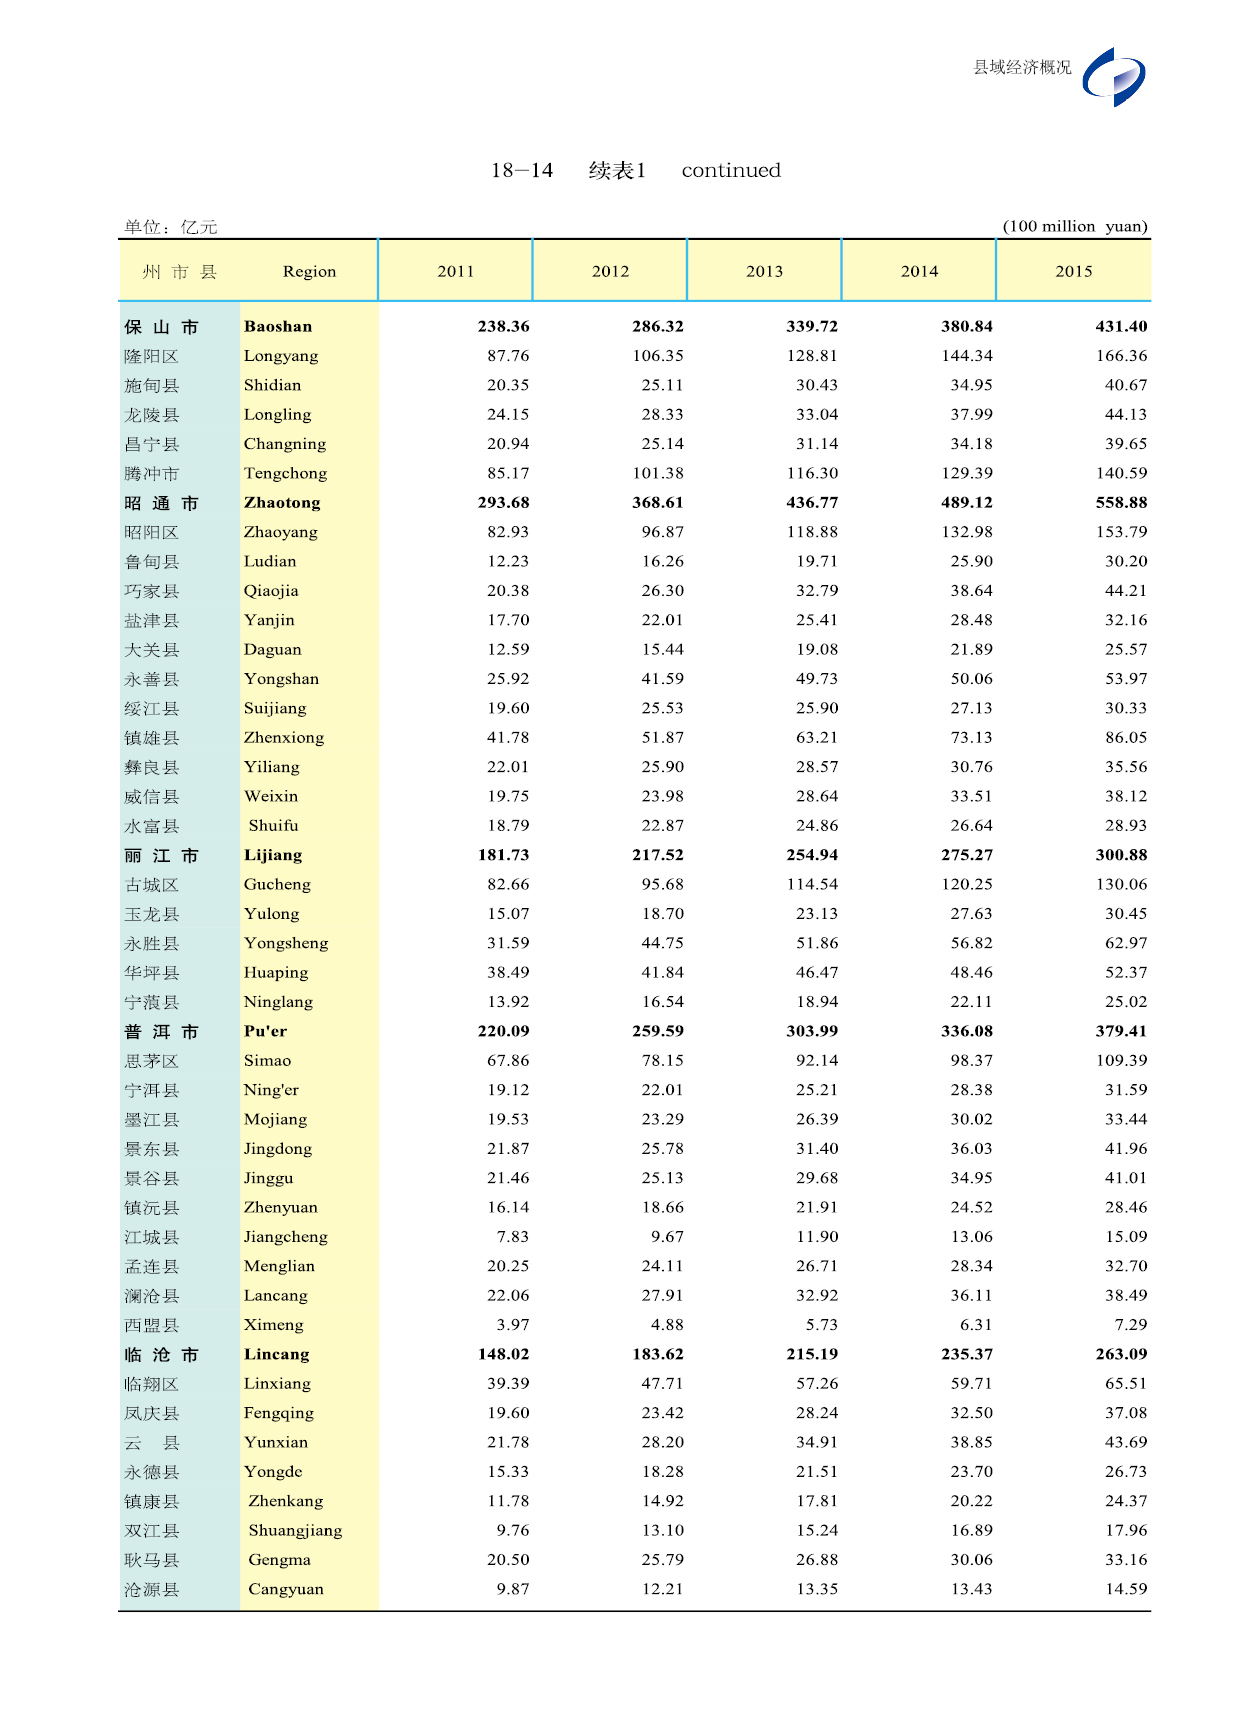 县域经济概况
18—14 续表1 continued
单位：亿元 (100 million yuan)
州 市 县 Region 2011 2012 2013 2014 2015
保 山 市 Baoshan 238.36 286.32 339.72 380.84 431.40
隆阳区 Longyang 87.76 106.35 128.81 144.34 166.36
施甸县 Shidian 20.35 25.11 30.43 34.95 40.67
龙陵县 Longling 24.15 28.33 33.04 37.99 44.13
昌宁县 Changning 20.94 25.14 31.14 34.18 39.65
腾冲市 Tengchong 85.17 101.38 116.30 129.39 140.59
昭 通 市 Zhaotong 293.68 368.61 436.77 489.12 558.88
昭阳区 Zhaoyang 82.93 96.87 118.88 132.98 153.79
鲁甸县 Ludian 12.23 16.26 19.71 25.90 30.20
巧家县 Qiaojia 20.38 26.30 32.79 38.64 44.21
盐津县 Yanjin 17.70 22.01 25.41 28.48 32.16
大关县 Daguan 12.59 15.44 19.08 21.89 25.57
永善县 Yongshan 25.92 41.59 49.73 50.06 53.97
绥江县 Suijiang 19.60 25.53 25.90 27.13 30.33
镇雄县 Zhenxiong 41.78 51.87 63.21 73.13 86.05
彝良县 Yiliang 22.01 25.90 28.57 30.76 35.56
威信县 Weixin 19.75 23.98 28.64 33.51 38.12
水富县 Shuifu 18.79 22.87 24.86 26.64 28.93
丽 江 市 Lijiang 181.73 217.52 254.94 275.27 300.88
古城区 Gucheng 82.66 95.68 114.54 120.25 130.06
玉龙县 Yulong 15.07 18.70 23.13 27.63 30.45
永胜县 Yongsheng 31.59 44.75 51.86 56.82 62.97
华坪县 Huaping 38.49 41.84 46.47 48.46 52.37
宁蒗县 Ninglang 13.92 16.54 18.94 22.11 25.02
普 洱 市 Pu'er 220.09 259.59 303.99 336.08 379.41
思茅区 Simao 67.86 78.15 92.14 98.37 109.39
宁洱县 Ning'er 19.12 22.01 25.21 28.38 31.59
墨江县 Mojiang 19.53 23.29 26.39 30.02 33.44
景东县 Jingdong 21.87 25.78 31.40 36.03 41.96
景谷县 Jinggu 21.46 25.13 29.68 34.95 41.01
镇沅县 Zhenyuan 16.14 18.66 21.91 24.52 28.46
江城县 Jiangcheng 7.83 9.67 11.90 13.06 15.09
孟连县 Menglian 20.25 24.11 26.71 28.34 32.70
澜沧县 Lancang 22.06 27.91 32.92 36.11 38.49
西盟县 Ximeng 3.97 4.88 5.73 6.31 7.29
临 沧 市 Lincang 148.02 183.62 215.19 235.37 263.09
临翔区 Linxiang 39.39 47.71 57.26 59.71 65.51
凤庆县 Fengqing 19.60 23.42 28.24 32.50 37.08
云 县 Yunxian 21.78 28.20 34.91 38.85 43.69
永德县 Yongde 15.33 18.28 21.51 23.70 26.73
镇康县 Zhenkang 11.78 14.92 17.81 20.22 24.37
双江县 Shuangjiang 9.76 13.10 15.24 16.89 17.96
耿马县 Gengma 20.50 25.79 26.88 30.06 33.16
沧源县 Cangyuan 9.87 12.21 13.35 13.43 14.59